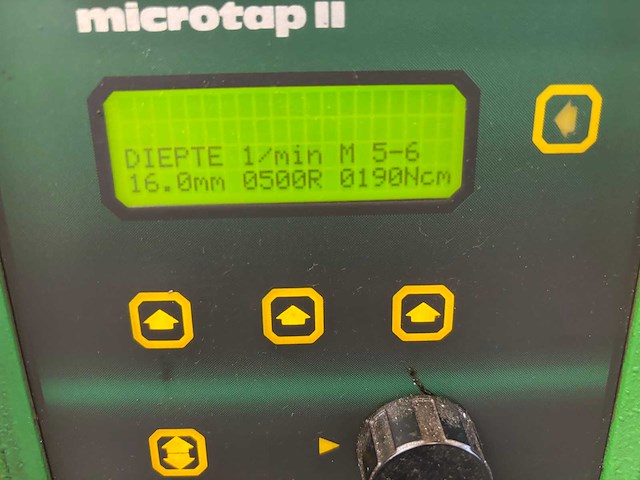 microtap II
DIEPTE 1/min M 5-6
16.0mm 0500R 0190Ncm